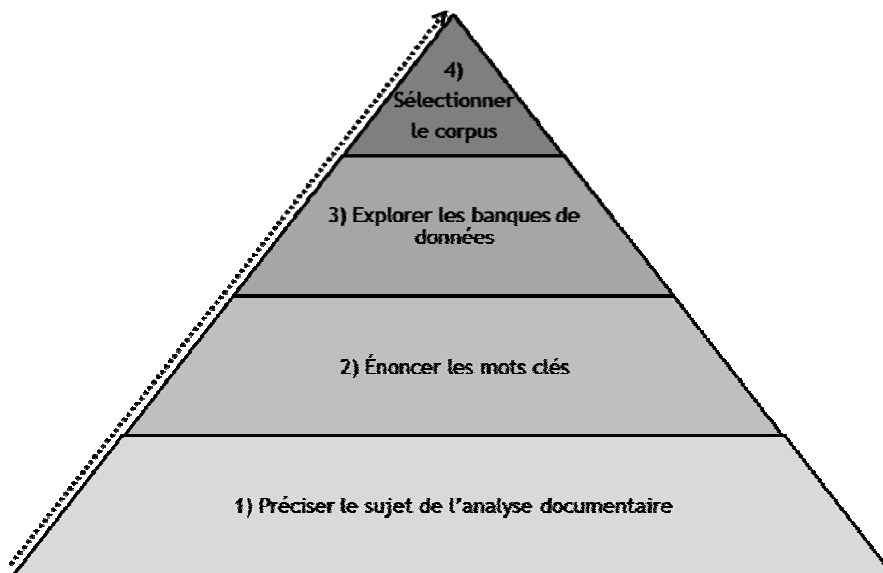 4)
Sélectionner
le corpus
3) Explorer les banques de
données
2) Énoncer les mots clés
1) Préciser le sujet de l'analyse documentaire